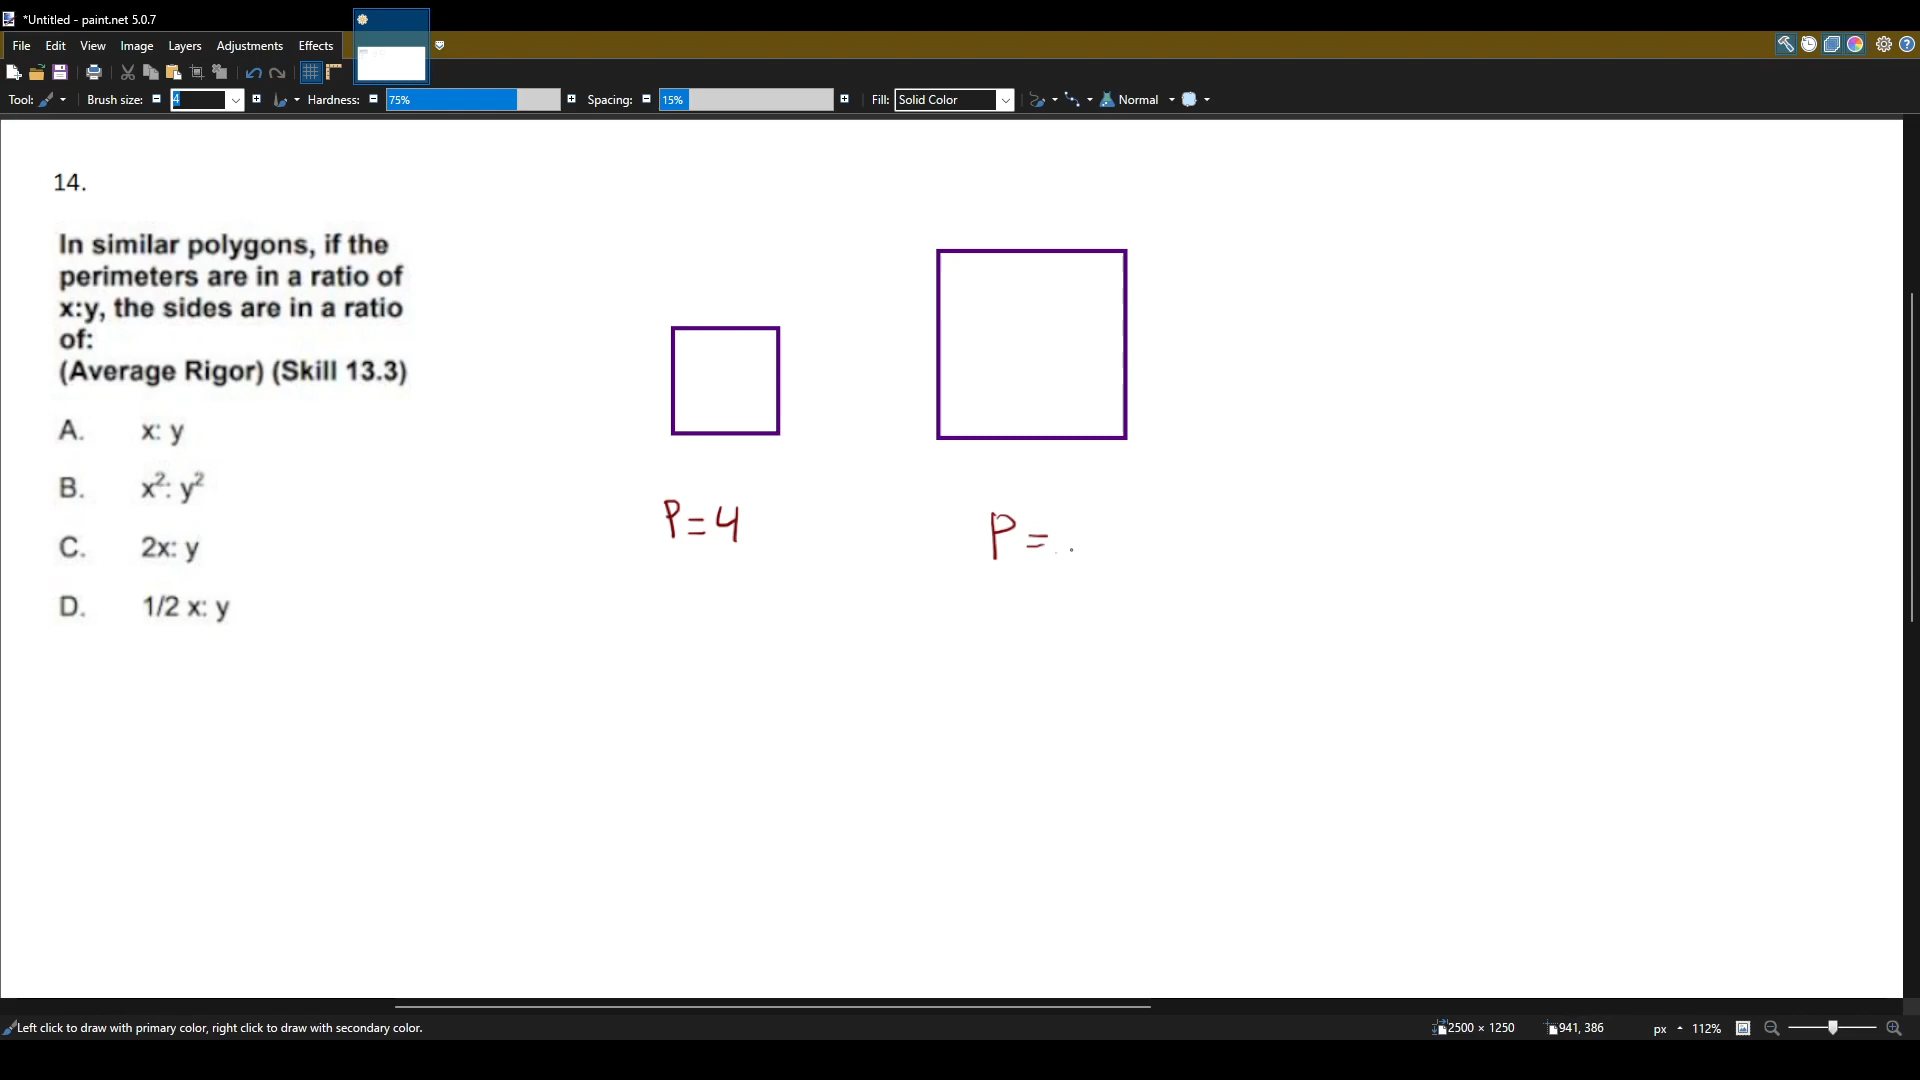 *Untitled - paint.net 5.0.7
File Edit View Image Layers Adjustments Effects
Tool: Brush size: 4 Hardness: 75% Spacing: 15% Fill: Solid Color Normal
14.
In similar polygons, if the
perimeters are in a ratio of
x:y, the sides are in a ratio
of:
(Average Rigor) (Skill 13.3)
A. x: y
B. x²: y²
C. 2x: y
D. 1/2 x: y
P=4
P=
Left click to draw with primary color, right click to draw with secondary color.
2500 × 1250 941, 386 px 112%